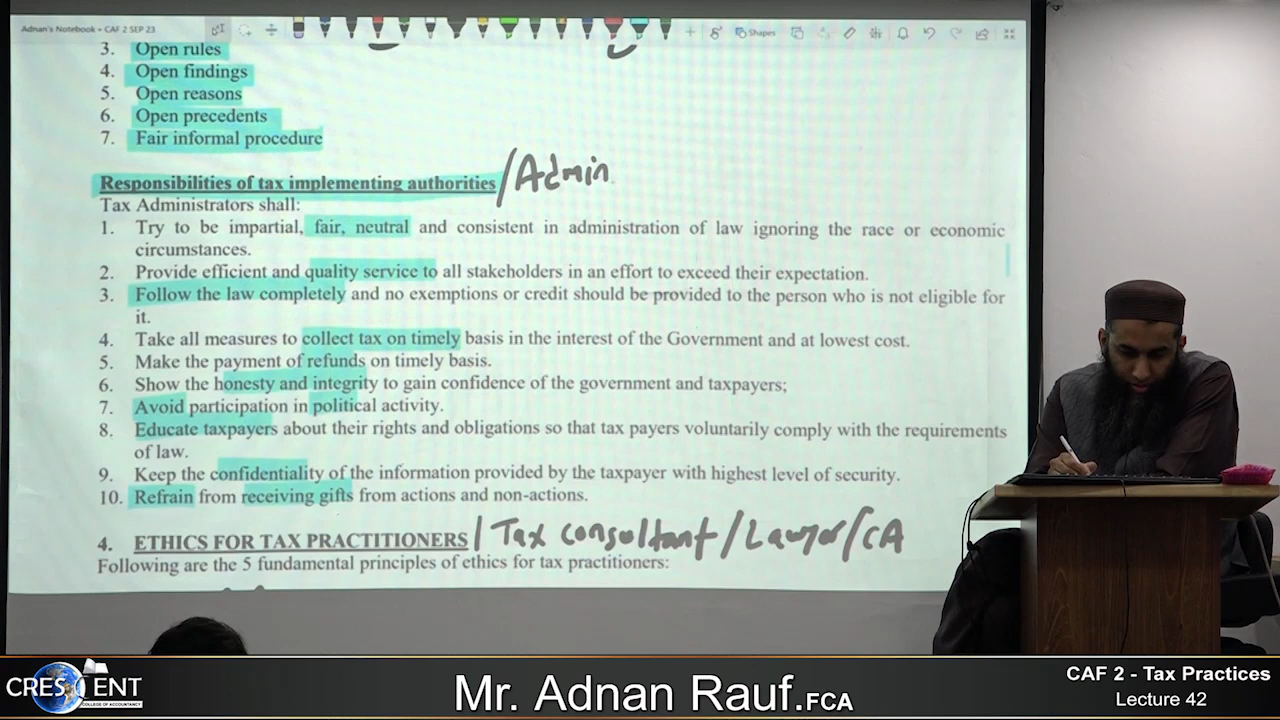 Adnan's Notebook » CAF 2 SEP 23
Shapes
3. Open rules
4. Open findings
5. Open reasons
6. Open precedents
7. Fair informal procedure
Responsibilities of tax implementing authorities /Admin
Tax Administrators shall:
1. Try to be impartial, fair, neutral and consistent in administration of law ignoring the race or economic
circumstances.
2. Provide efficient and quality service to all stakeholders in an effort to exceed their expectation.
3. Follow the law completely and no exemptions or credit should be provided to the person who is not eligible for
it.
4. Take all measures to collect tax on timely basis in the interest of the Government and at lowest cost.
5. Make the payment of refunds on timely basis.
6. Show the honesty and integrity to gain confidence of the government and taxpayers;
7. Avoid participation in political activity.
8. Educate taxpayers about their rights and obligations so that tax payers voluntarily comply with the requirements
of law.
9. Keep the confidentiality of the information provided by the taxpayer with highest level of security.
10. Refrain from receiving gifts from actions and non-actions.
4. ETHICS FOR TAX PRACTITIONERS / Tax consultant / Lawyer / CA
Following are the 5 fundamental principles of ethics for tax practitioners:
CRESCENT
COLLEGE OF ACCOUNTANCY
Mr. Adnan Rauf.FCA
CAF 2 - Tax Practices
Lecture 42